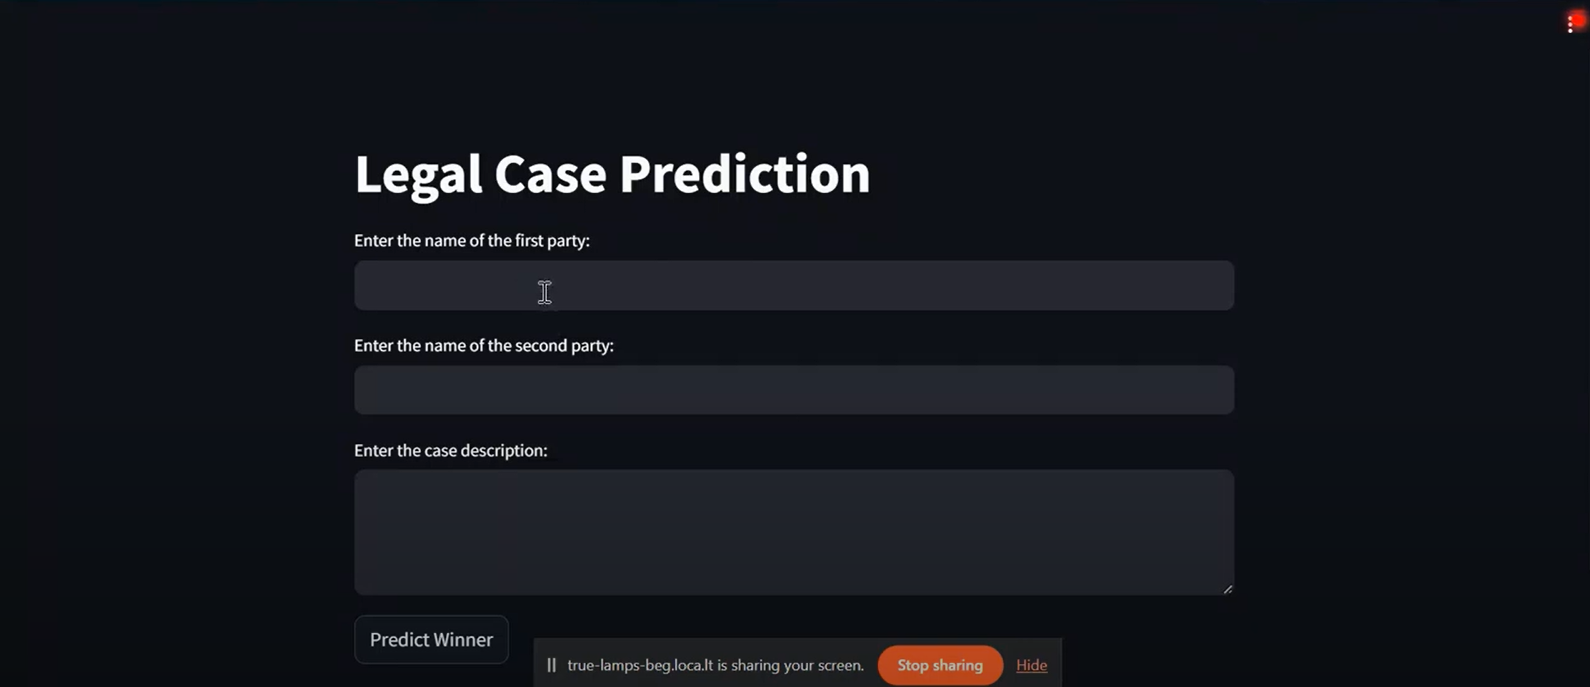 Legal Case Prediction
Enter the name of the first party:
Enter the name of the second party:
Enter the case description:
Predict Winner
true-lamps-beg.loca.lt is sharing your screen.
Stop sharing
Hide